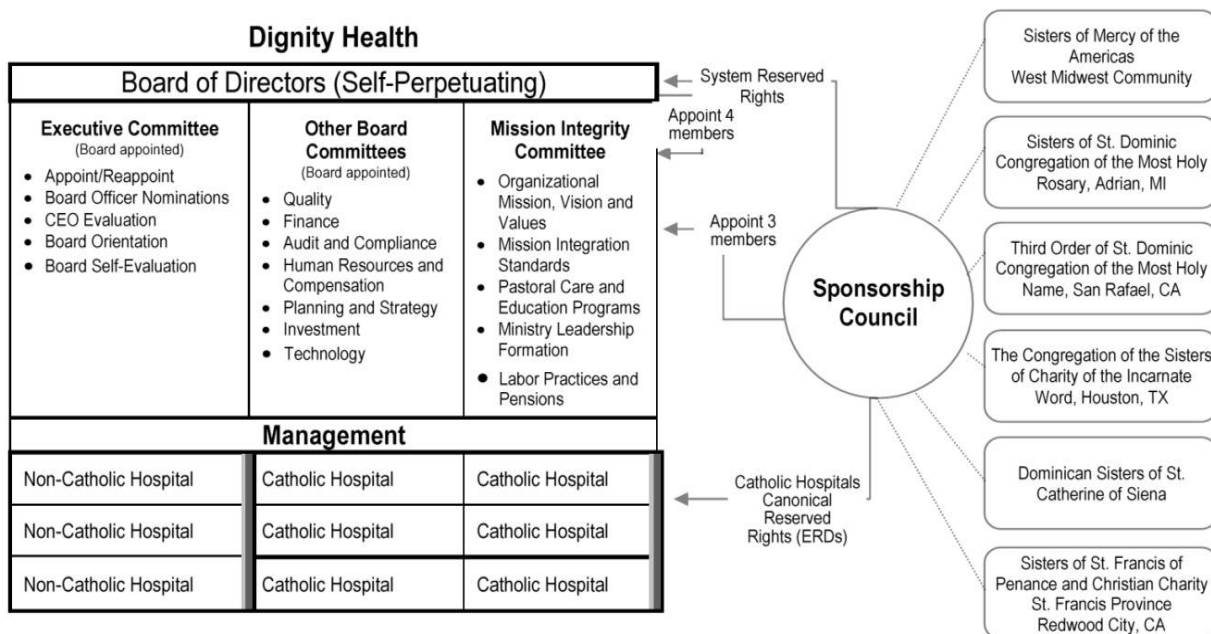 Dignity Health
Board of Directors (Self-Perpetuating)
Executive Committee
(Board appointed)
• Appoint/Reappoint
• Board Officer Nominations
• CEO Evaluation
• Board Orientation
• Board Self-Evaluation
Other Board
Committees
(Board appointed)
• Quality
• Finance
• Audit and Compliance
• Human Resources and
Compensation
• Planning and Strategy
• Investment
• Technology
Mission Integrity
Committee
• Organizational
Mission, Vision and
Values
• Mission Integration
Standards
• Pastoral Care and
Education Programs
• Ministry Leadership
Formation
• Labor Practices and
Pensions
Management
Non-Catholic Hospital
Catholic Hospital
Catholic Hospital
Non-Catholic Hospital
Catholic Hospital
Catholic Hospital
Non-Catholic Hospital
Catholic Hospital
Catholic Hospital
System Reserved
Rights
Appoint 4
members
Appoint 3
members
Catholic Hospitals
Canonical
Reserved
Rights (ERDs)
Sponsorship
Council
Sisters of Mercy of the
Americas
West Midwest Community
Sisters of St. Dominic
Congregation of the Most Holy
Rosary, Adrian, MI
Third Order of St. Dominic
Congregation of the Most Holy
Name, San Rafael, CA
The Congregation of the Sisters
of Charity of the Incarnate
Word, Houston, TX
Dominican Sisters of St.
Catherine of Siena
Sisters of St. Francis of
Penance and Christian Charity
St. Francis Province
Redwood City, CA